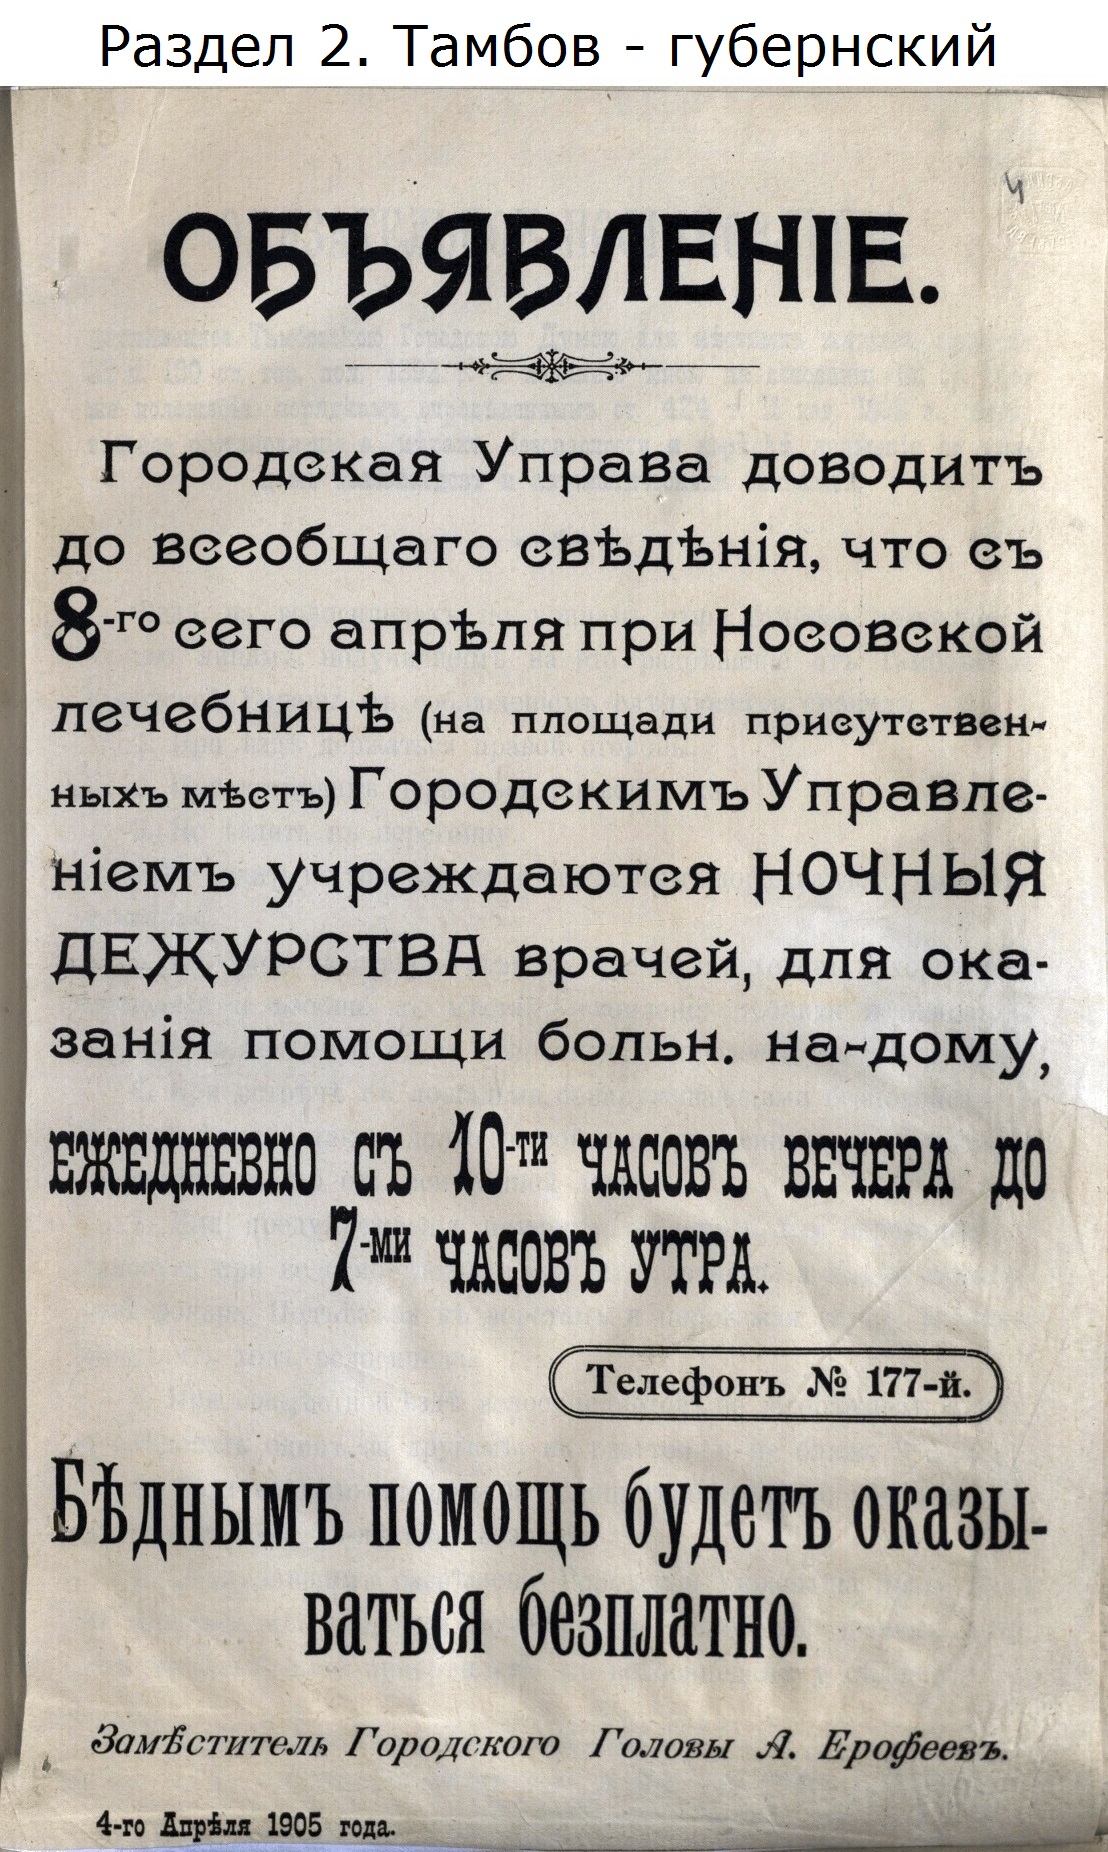 Раздел 2. Тамбов - губернский
4
ОБЪЯВЛЕНІЕ.
Городская Управа доводитъ
до всеобщаго свѣдѣнія, что съ
8-го сего апрѣля при Носовской
лечебницѣ (на площади присутствен-
ныхъ мѣстъ) Городскимъ Управле-
ніемъ учреждаются НОЧНЫЯ
ДЕЖУРСТВА врачей, для ока-
занія помощи больн. на-дому,
ЕЖЕДНЕВНО СЪ 10-ТИ ЧАСОВЪ ВЕЧЕРА ДО
7-МИ ЧАСОВЪ УТРА.
Телефонъ № 177-й.
Бѣднымъ помощь будетъ оказы-
ваться безплатно.
Замѣститель Городского Головы А. Ерофеевъ.
4-го Апрѣля 1905 года.